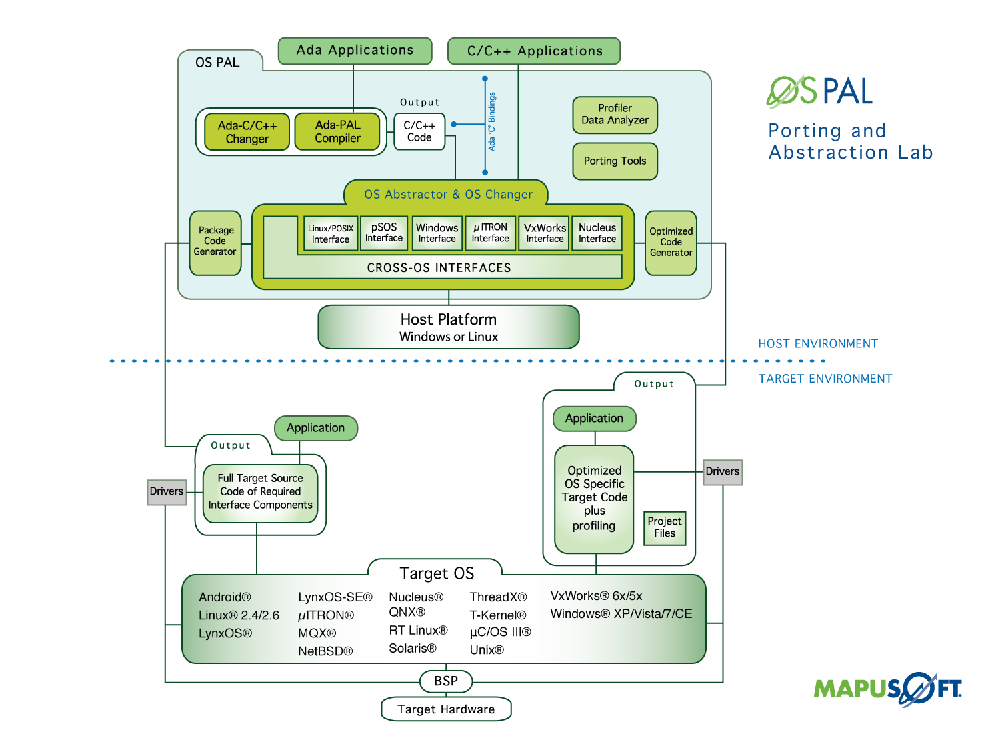 Ada Applications
C/C++ Applications
OS PAL
OS PAL
Porting and
Abstraction Lab
Output
Ada-C/C++
Changer
Ada-PAL
Compiler
C/C++
Code
Ada ‘C’ Bindings
Profiler
Data Analyzer
Porting Tools
OS Abstractor & OS Changer
Package
Code
Generator
Linux/POSIX
Interface
pSOS
Interface
Windows
Interface
µITRON
Interface
VxWorks
Interface
Nucleus
Interface
CROSS-OS INTERFACES
Optimized
Code
Generator
Host Platform
Windows or Linux
HOST ENVIRONMENT
TARGET ENVIRONMENT
Output
Application
Full Target Source
Code of Required
Interface Components
Drivers
Output
Application
Optimized
OS Specific
Target Code
plus
profiling
Project
Files
Drivers
Target OS
Android®
Linux® 2.4/2.6
LynxOS®
LynxOS-SE®
µITRON®
MQX®
NetBSD®
Nucleus®
QNX®
RT Linux®
Solaris®
ThreadX®
T-Kernel®
µC/OS III®
Unix®
VxWorks® 6x/5x
Windows® XP/Vista/7/CE
BSP
Target Hardware
MAPUSOFT®